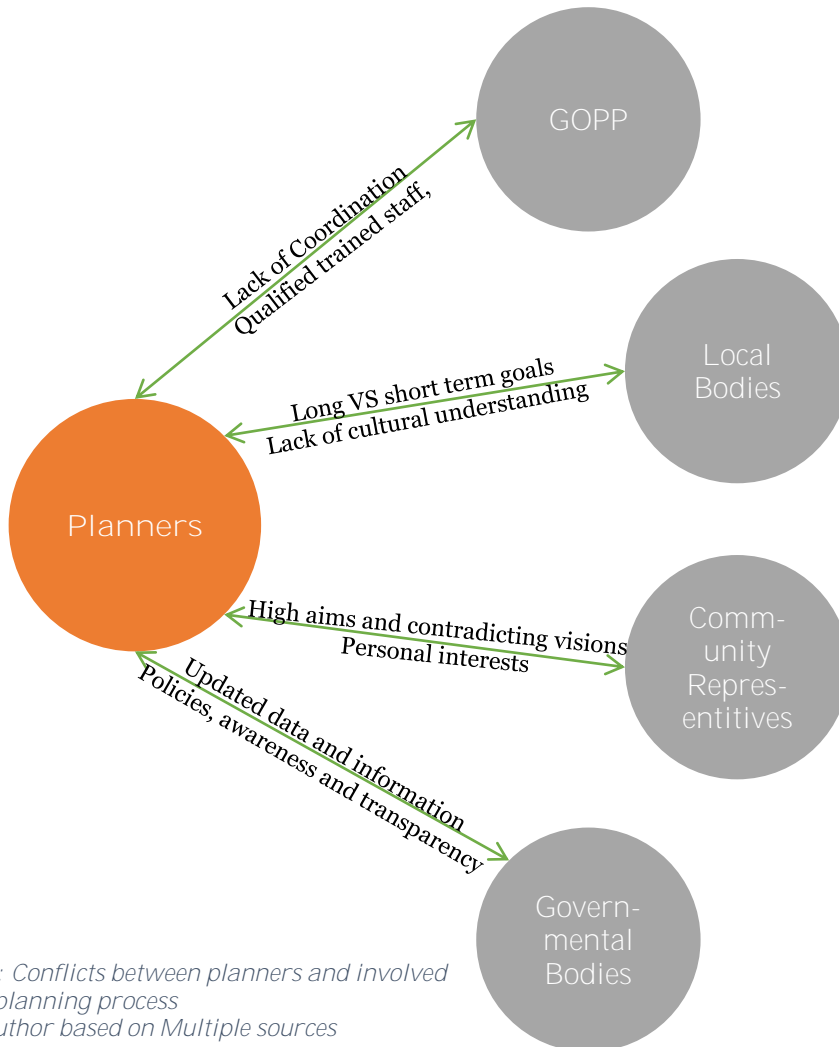 GOPP
Lack of Coordination
Qualified trained staff,
Local
Bodies
Long VS short term goals
Lack of cultural understanding
Planners
High aims and contradicting visions
Personal interests
Comm-
unity
Repres-
entitives
Updated data and information
Policies, awareness and transparency
Govern-
mental
Bodies
: Conflicts between planners and involved
planning process
uthor based on Multiple sources